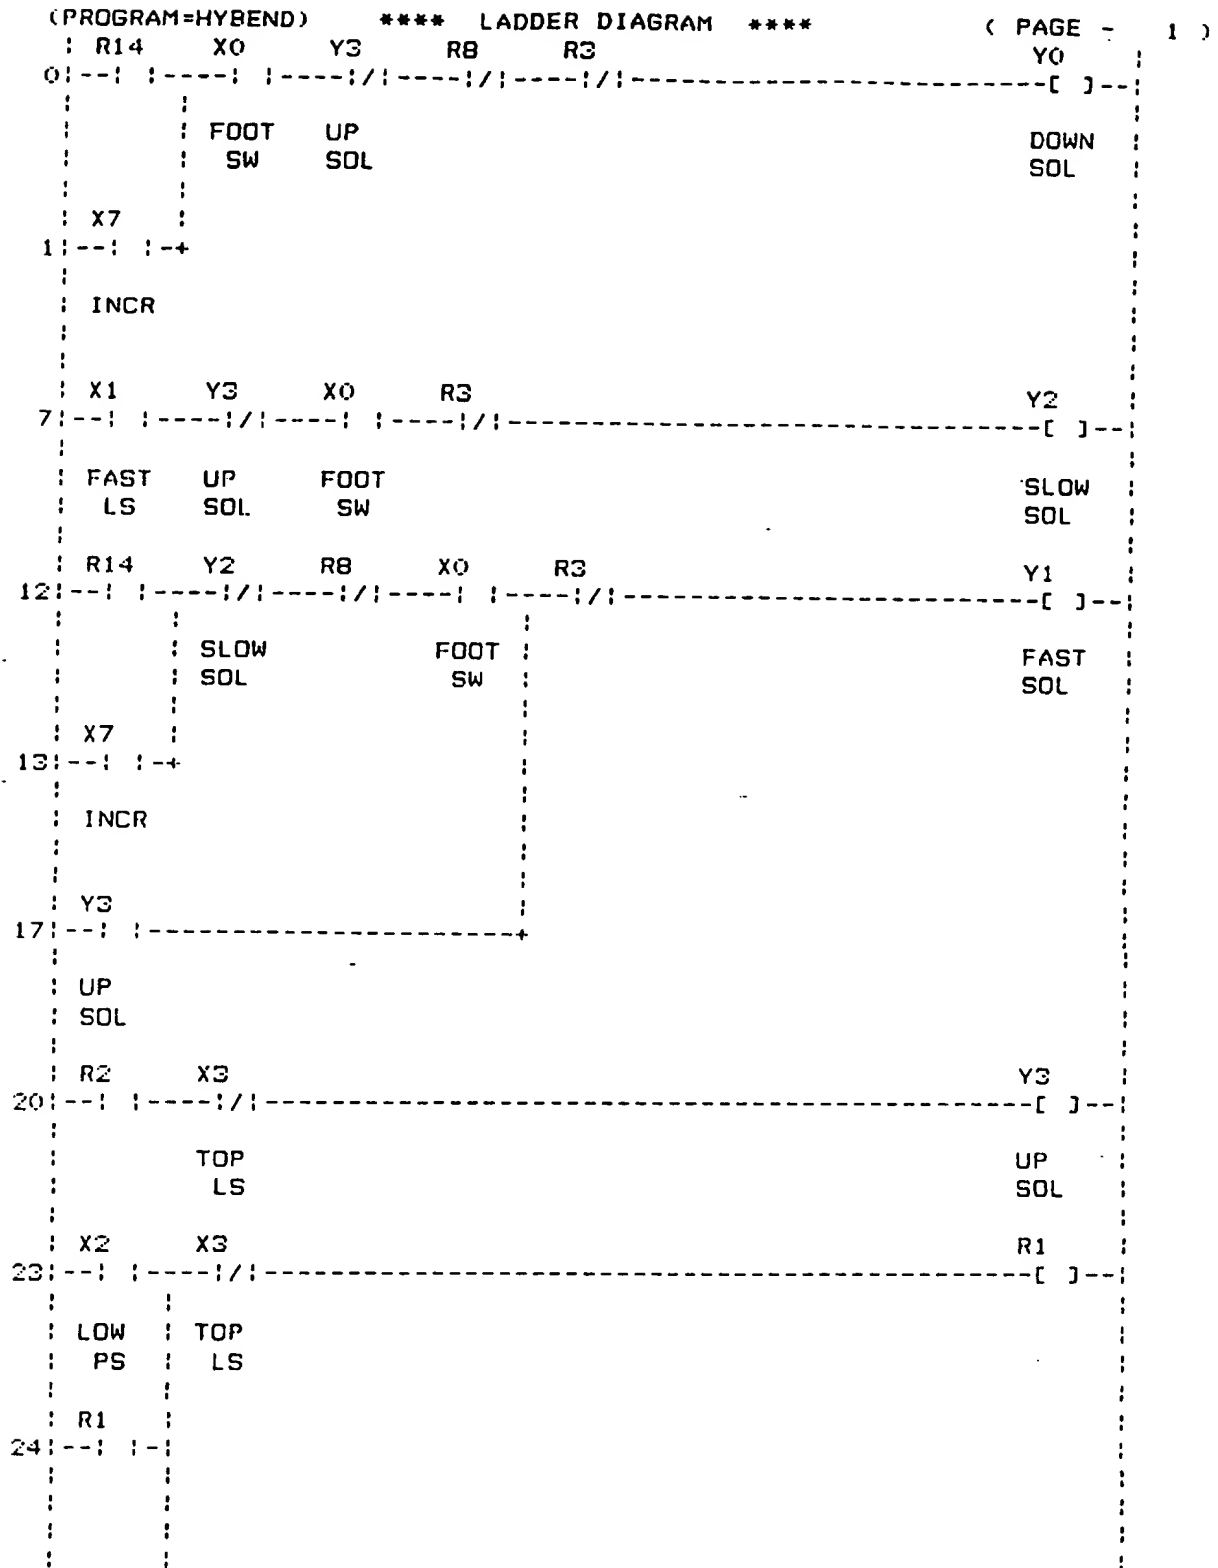 (PROGRAM=HYBEND) **** LADDER DIAGRAM **** ( PAGE - 1 )
R14 X0 Y3 R8 R3 Y0
0:--: :----: :----:/:----:/:----:/:------------------------------[ ]--:
FOOT UP DOWN
SW SOL SOL
X7
1:--: :-+
INCR
X1 Y3 X0 R3 Y2
7:--: :----:/:----: :----:/:--------------------------------------[ ]--:
FAST UP FOOT SLOW
LS SOL SW SOL
R14 Y2 R8 X0 R3 Y1
12:--: :----:/:----:/:----: :----:/:------------------------------[ ]--:
SLOW FOOT FAST
SOL SW SOL
X7
13:--: :-+
INCR
Y3
17:--: :--------------------------+
UP
SOL
R2 X3 Y3
20:--: :----:/:------------------------------------------------------[ ]--:
TOP UP
LS SOL
X2 X3 R1
23:--: :----:/:------------------------------------------------------[ ]--:
LOW TOP
PS LS
R1
24:--: :-: